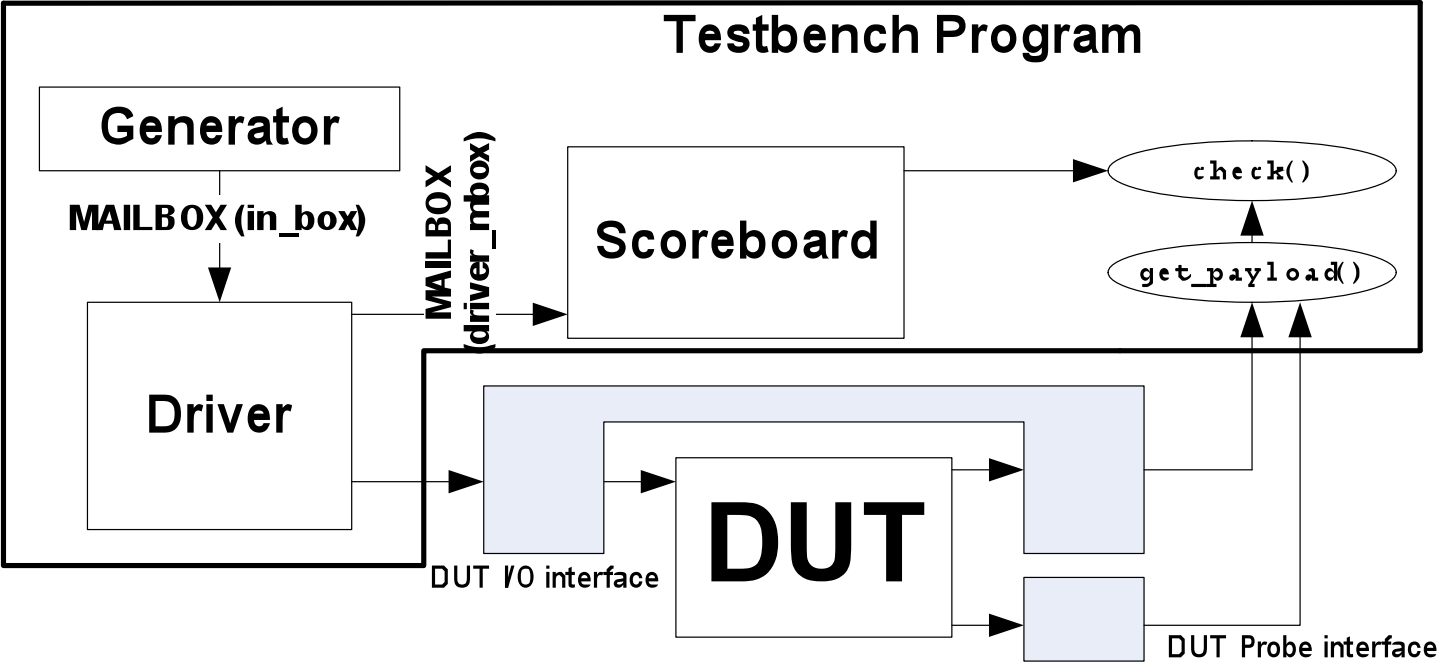 Testbench Program
Generator
MAILBOX (in_box)
MAILBOX
(driver_mbox)
Scoreboard
check()
get_payload()
Driver
DUT
DUT I/O interface
DUT Probe interface